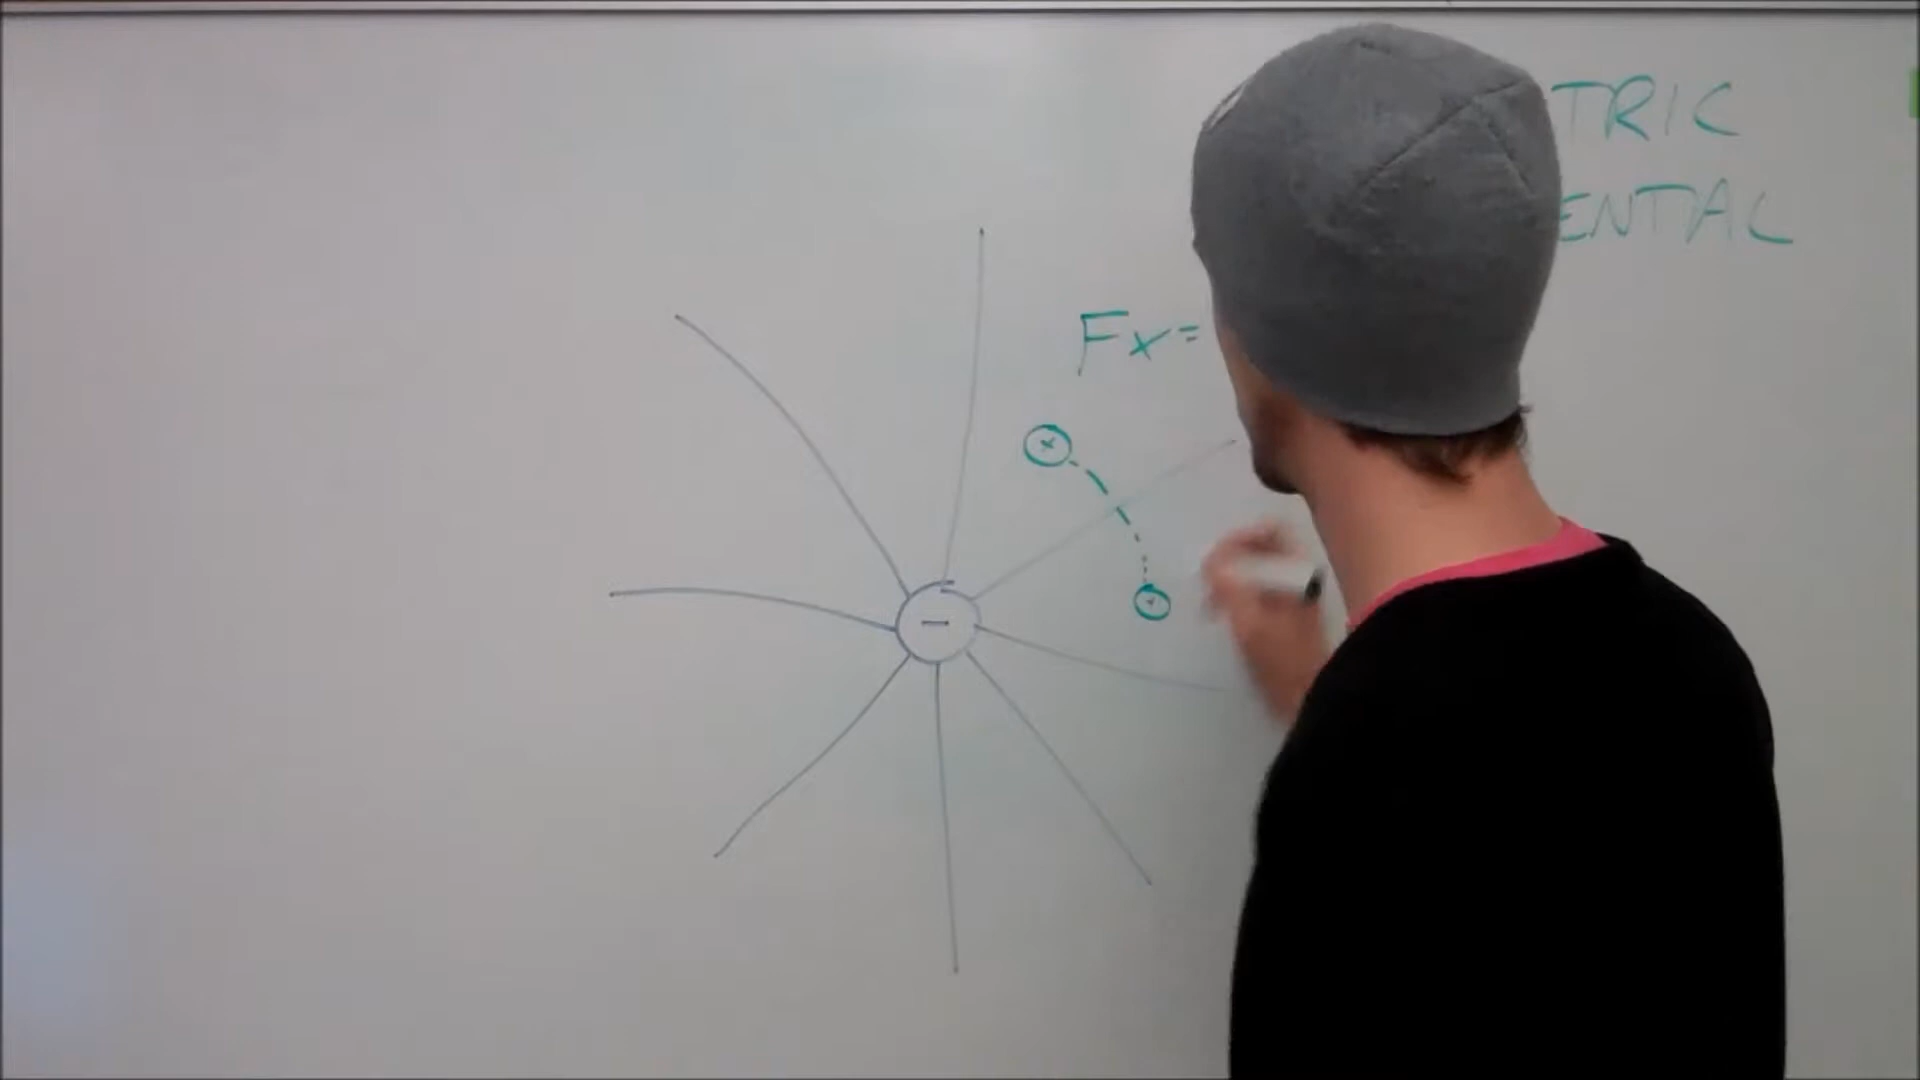 TRIC
ENTIAL
Fx=
+
+
−